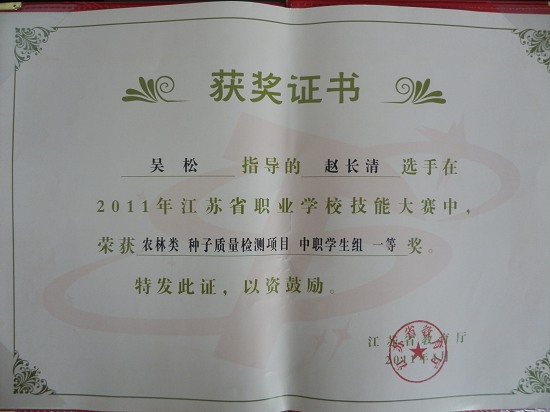 获奖证书
吴松 指导的 赵长清 选手在
2011年江苏省职业学校技能大赛中，
荣获 农林类 种子质量检测项目 中职学生组 一等 奖。
特发此证，以资鼓励。
江苏省教育厅